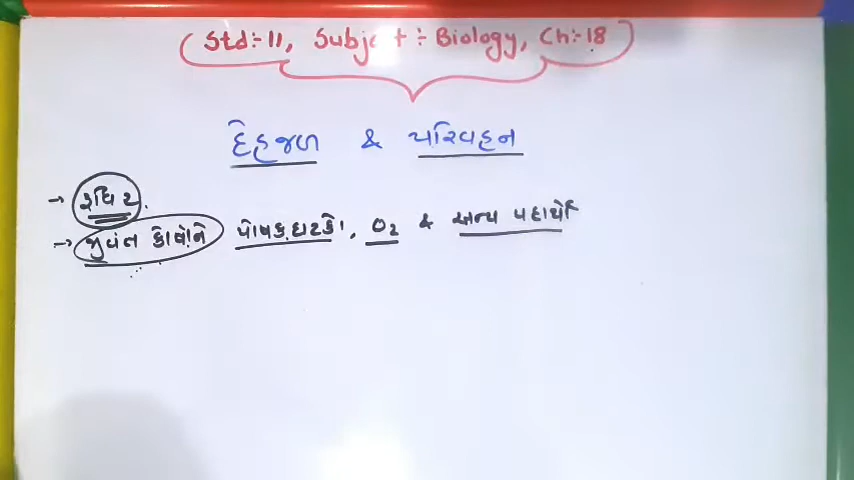 Std:- 11, Subject :- Biology, Ch:- 18
દેહજળ & પરિવહન
→ રૂધિર.
→ જીવંત કોષોને પોષક ઘટકો, O2 & અન્ય પદાર્થો